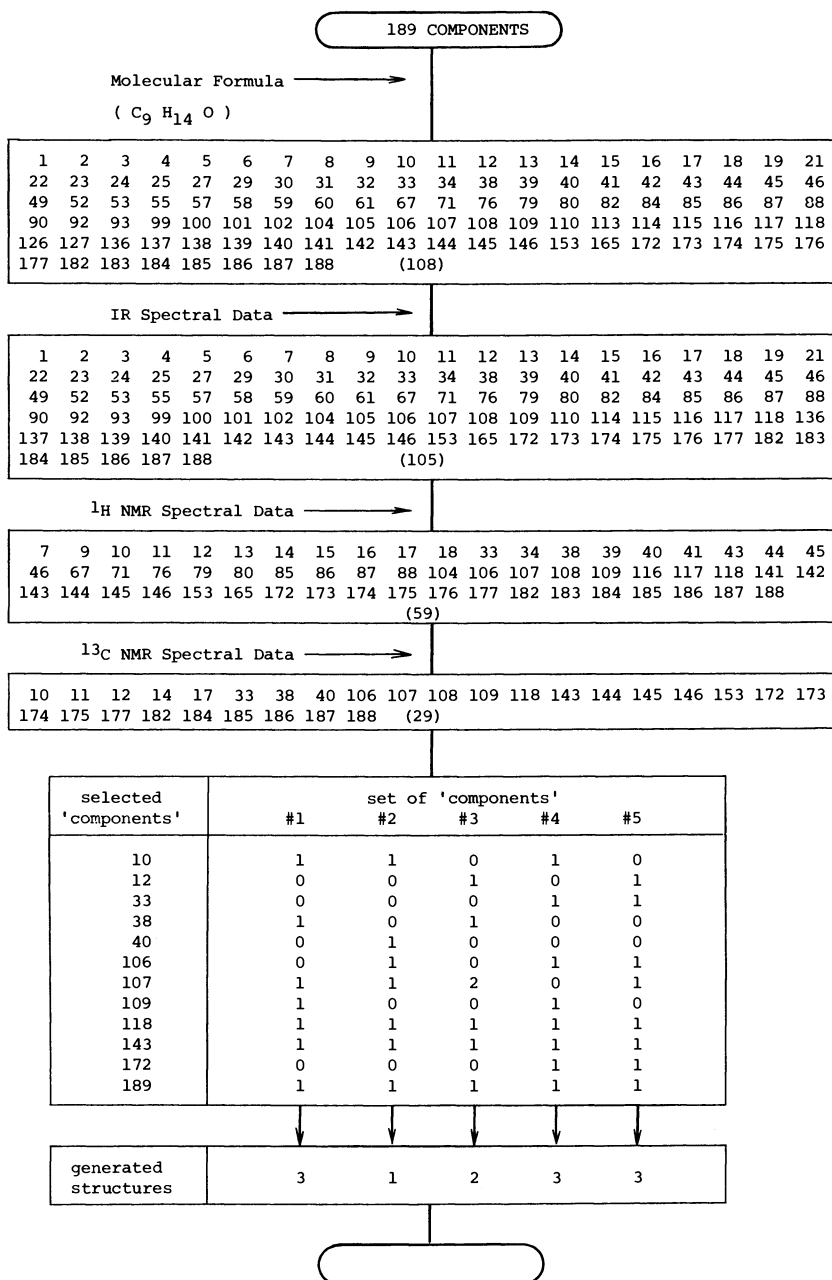 189 COMPONENTS
Molecular Formula
( C9 H14 O )
1 2 3 4 5 6 7 8 9 10 11 12 13 14 15 16 17 18 19 21
22 23 24 25 27 29 30 31 32 33 34 38 39 40 41 42 43 44 45 46
49 52 53 55 57 58 59 60 61 67 71 76 79 80 82 84 85 86 87 88
90 92 93 99 100 101 102 104 105 106 107 108 109 110 113 114 115 116 117 118
126 127 136 137 138 139 140 141 142 143 144 145 146 153 165 172 173 174 175 176
177 182 183 184 185 186 187 188 (108)
IR Spectral Data
1 2 3 4 5 6 7 8 9 10 11 12 13 14 15 16 17 18 19 21
22 23 24 25 27 29 30 31 32 33 34 38 39 40 41 42 43 44 45 46
49 52 53 55 57 58 59 60 61 67 71 76 79 80 82 84 85 86 87 88
90 92 93 99 100 101 102 104 105 106 107 108 109 110 114 115 116 117 118 136
137 138 139 140 141 142 143 144 145 146 153 165 172 173 174 175 176 177 182 183
184 185 186 187 188 (105)
1H NMR Spectral Data
7 9 10 11 12 13 14 15 16 17 18 33 34 38 39 40 41 43 44 45
46 67 71 76 79 80 85 86 87 88 104 106 107 108 109 116 117 118 141 142
143 144 145 146 153 165 172 173 174 175 176 177 182 183 184 185 186 187 188
(59)
13C NMR Spectral Data
10 11 12 14 17 33 38 40 106 107 108 109 118 143 144 145 146 153 172 173
174 175 177 182 184 185 186 187 188 (29)
selected 'components'
set of 'components'
#1 #2 #3 #4 #5
10 1 1 0 1 0
12 0 0 1 0 1
33 0 0 0 1 1
38 1 0 1 0 0
40 0 1 0 0 0
106 0 1 0 1 1
107 1 1 2 0 1
109 1 0 0 1 0
118 1 1 1 1 1
143 1 1 1 1 1
172 0 0 0 1 1
189 1 1 1 1 1
generated structures 3 1 2 3 3